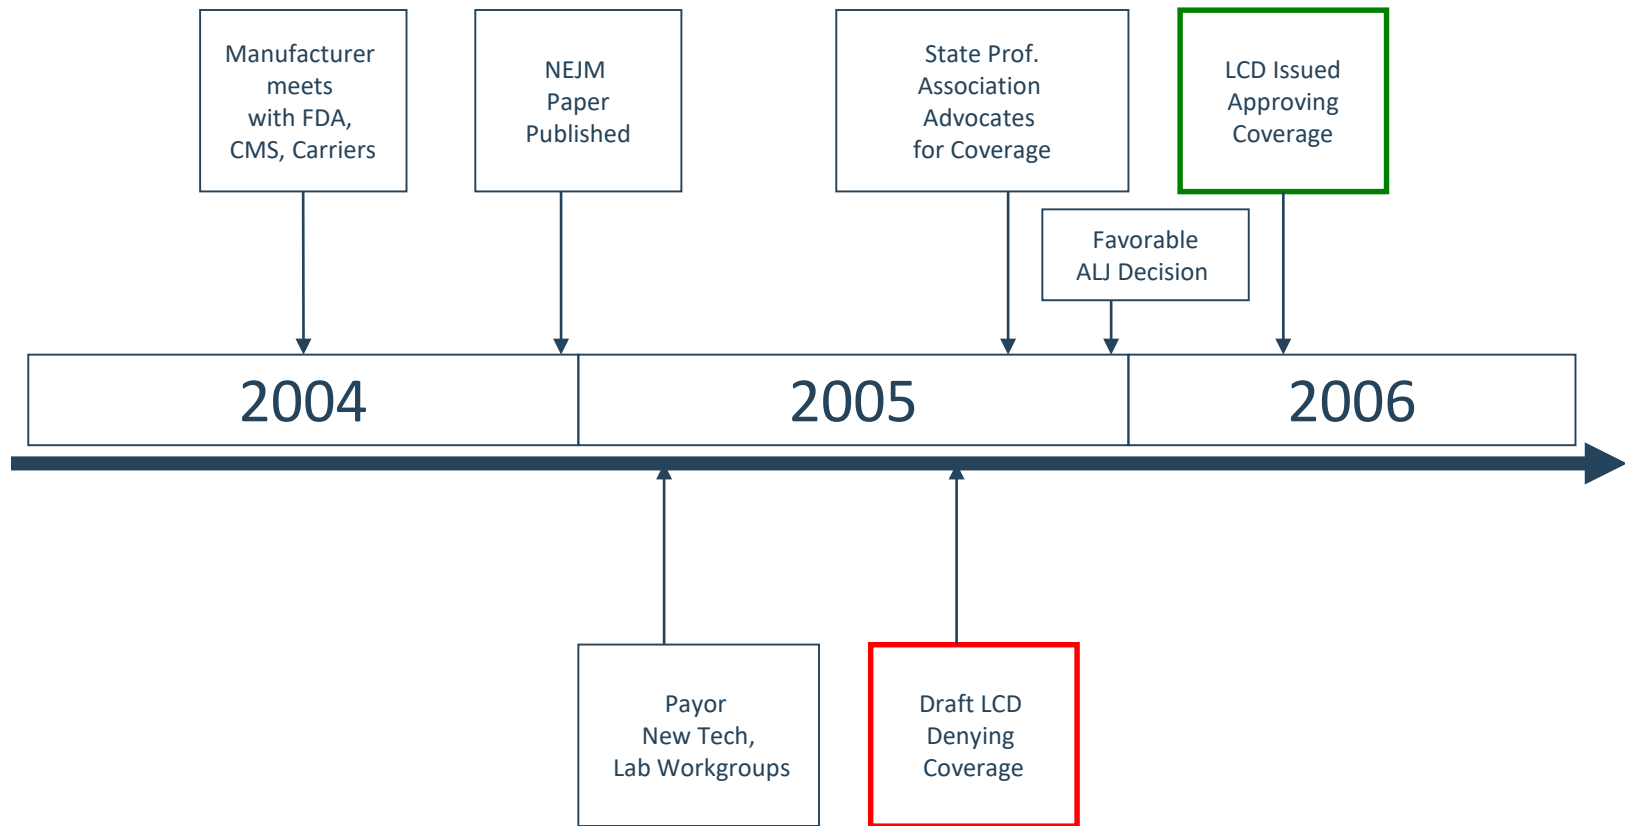 Manufacturer
meets
with FDA,
CMS, Carriers
NEJM
Paper
Published
State Prof.
Association
Advocates
for Coverage
LCD Issued
Approving
Coverage
Favorable
ALJ Decision
2004
2005
2006
Payor
New Tech,
Lab Workgroups
Draft LCD
Denying
Coverage